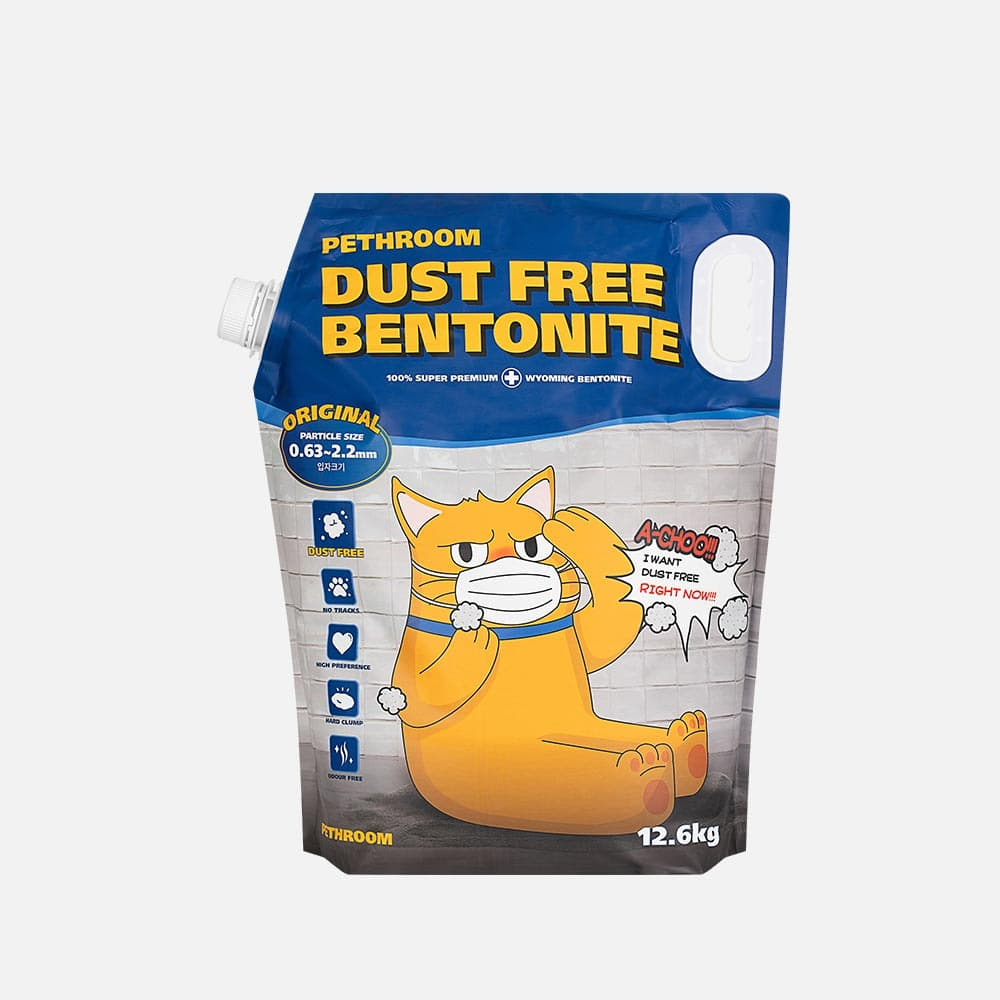 PETHROOM
DUST FREE
BENTONITE
100% SUPER PREMIUM WYOMING BENTONITE
ORIGINAL
PARTICLE SIZE
0.63~2.2mm
입자크기
DUST FREE
NO TRACKS
HIGH PREFERENCE
HARD CLUMP
ODOUR FREE
A-CHOO!!!
I WANT
DUST FREE
RIGHT NOW!!!!
PETHROOM
12.6kg